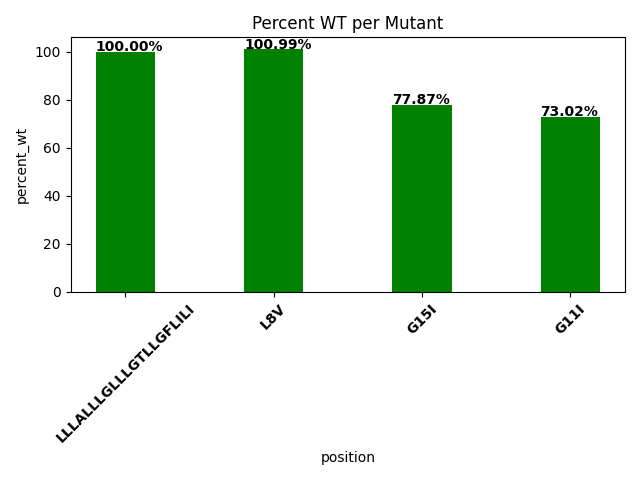 Percent WT per Mutant
percent_wt
100
80
60
40
20
0
100.00%
100.99%
77.87%
73.02%
LLLALLLGLLLGTLLGFLILI
L8V
G15I
G11I
position